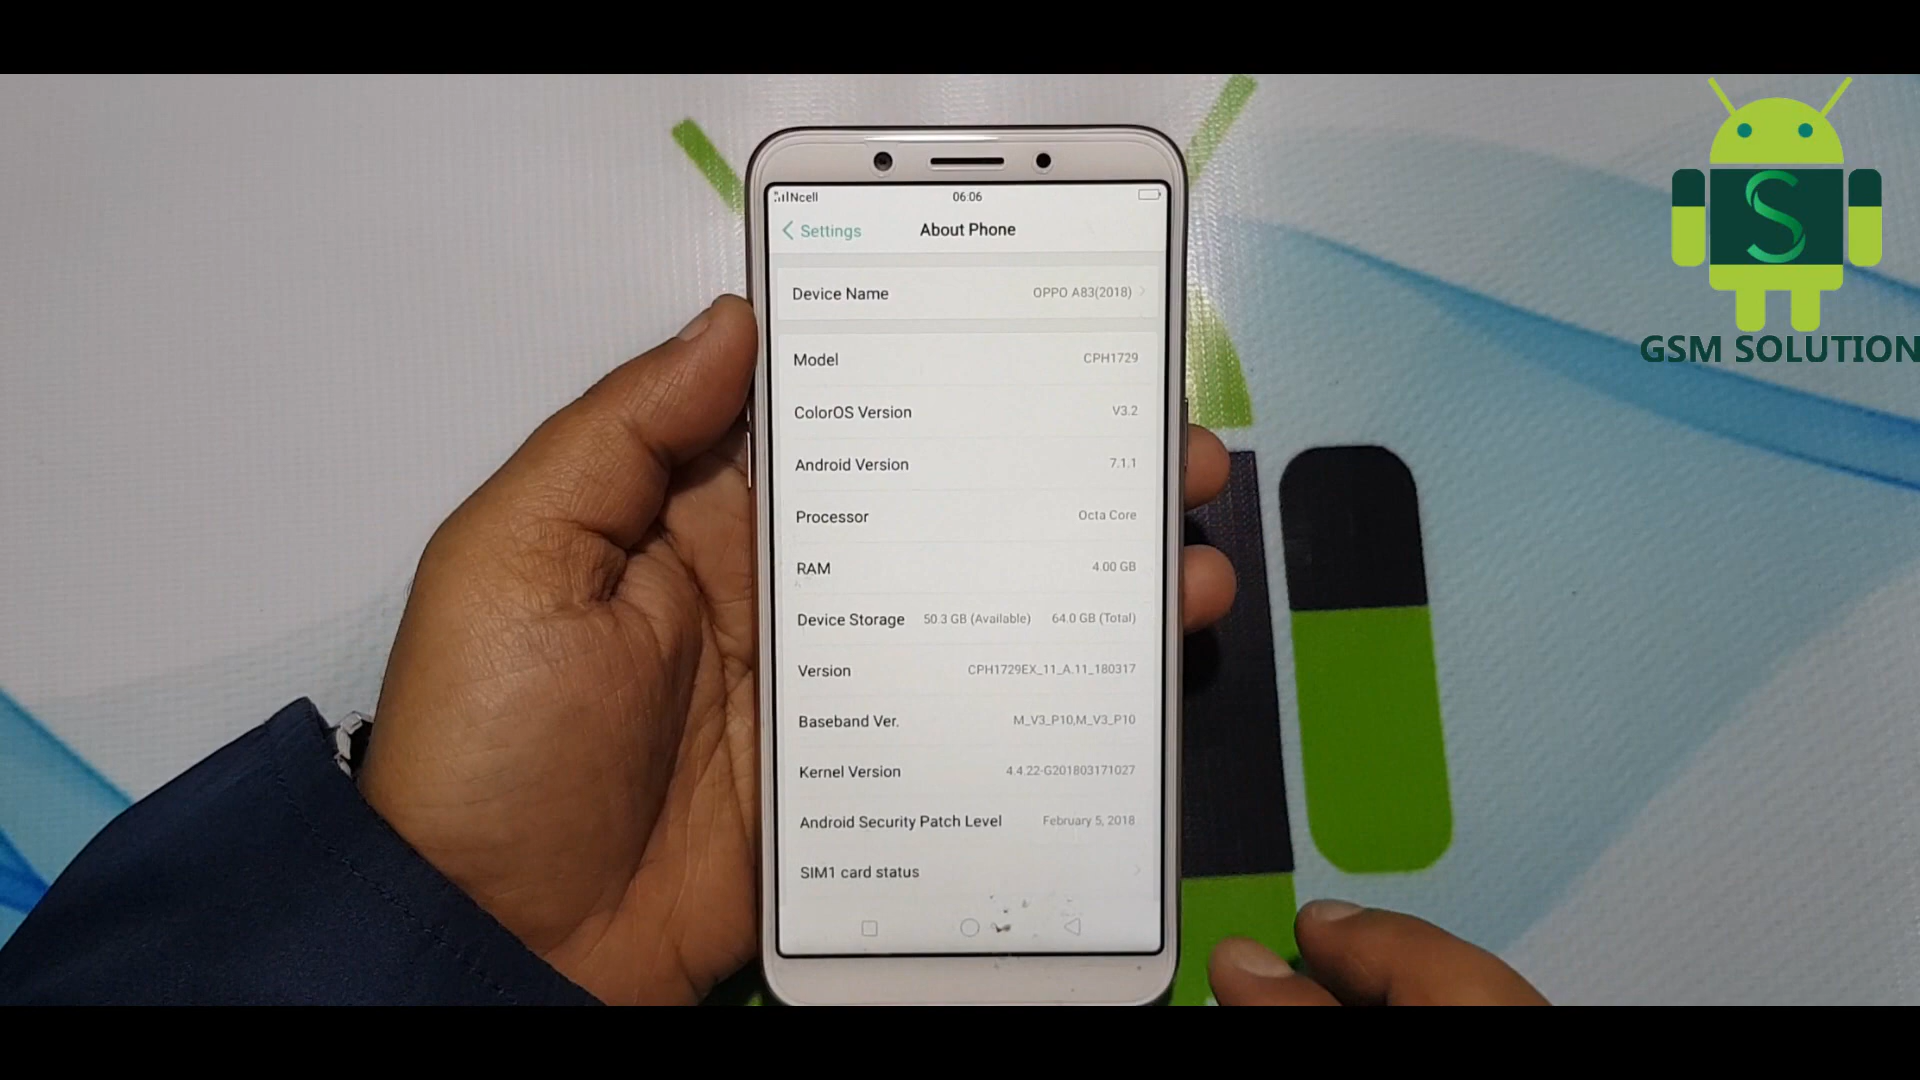 Ncell 06:06
Settings About Phone
Device Name OPPO A83(2018)
Model CPH1729
ColorOS Version V3.2
Android Version 7.1.1
Processor Octa Core
RAM 4.00 GB
Device Storage 50.3 GB (Available) 64.0 GB (Total)
Version CPH1729EX_11_A.11_180317
Baseband Ver. M_V3_P10,M_V3_P10
Kernel Version 4.4.22-G201803171027
Android Security Patch Level February 5, 2018
SIM1 card status
S
GSM SOLUTION